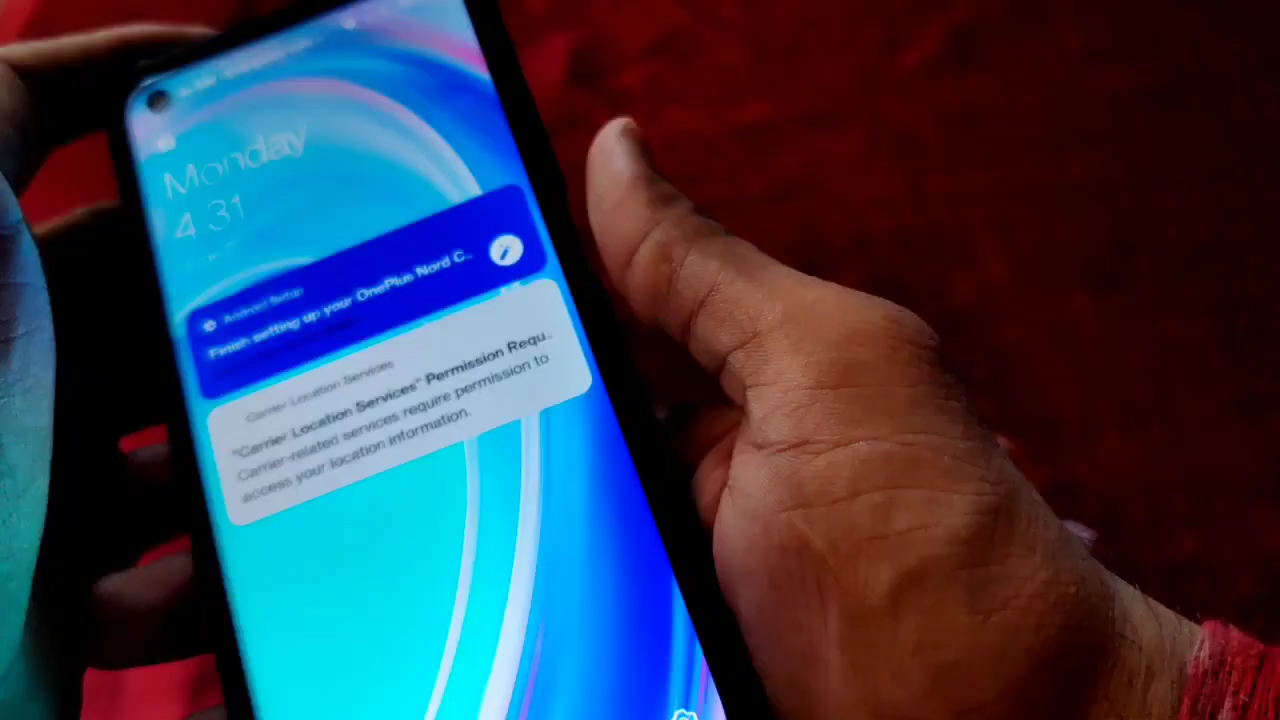 Monday
4 31
Android Setup
Finish setting up your OnePlus Nord C..
Carrier Location Services
"Carrier Location Services" Permission Requ..
Carrier-related services require permission to
access your location information.